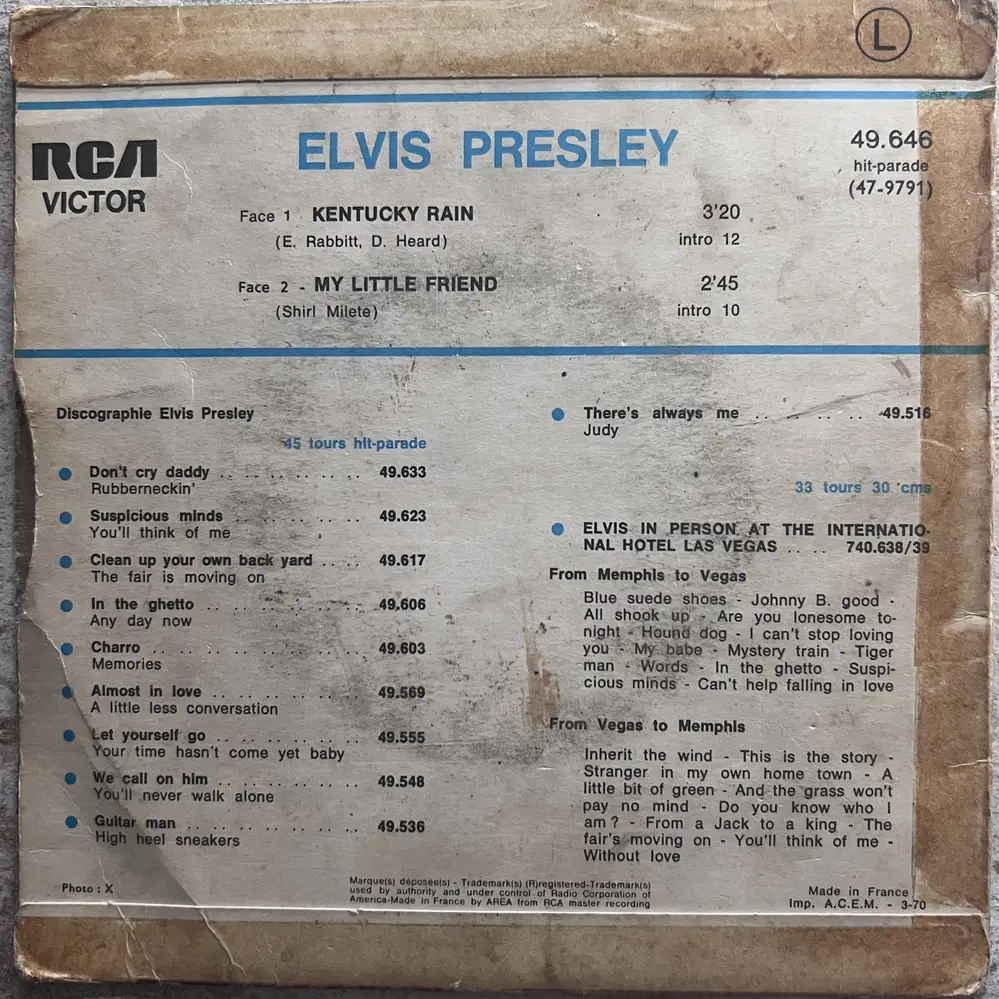 L
RCA
VICTOR
ELVIS PRESLEY
49.646
hit-parade
(47-9791)
Face 1 KENTUCKY RAIN 3'20
(E. Rabbitt, D. Heard) intro 12
Face 2 - MY LITTLE FRIEND 2'45
(Shirl Milete) intro 10
Discographie Elvis Presley
45 tours hit-parade
Don't cry daddy .. .. .. .. .. .. 49.633
Rubberneckin'
Suspicious minds .. .. .. .. .. 49.623
You'll think of me
Clean up your own back yard .. .. 49.617
The fair is moving on
In the ghetto .. .. .. .. .. .. 49.606
Any day now
Charro .. .. .. .. .. .. .. .. 49.603
Memories
Almost in love .. .. .. .. .. .. 49.569
A little less conversation
Let yourself go .. .. .. .. .. .. 49.555
Your time hasn't come yet baby
We call on him .. .. .. .. .. .. 49.548
You'll never walk alone
Guitar man .. .. .. .. .. .. .. 49.536
High heel sneakers
There's always me .. .. .. .. .. 49.516
Judy
33 tours 30 cms
ELVIS IN PERSON AT THE INTERNATIO-
NAL HOTEL LAS VEGAS .. .. 740.638/39
From Memphis to Vegas
Blue suede shoes - Johnny B. good -
All shook up - Are you lonesome to-
night - Hound dog - I can't stop loving
you - My babe - Mystery train - Tiger
man - Words - In the ghetto - Suspi-
cious minds - Can't help falling in love
From Vegas to Memphis
Inherit the wind - This is the story -
Stranger in my own home town - A
little bit of green - And the grass won't
pay no mind - Do you know who I
am ? - From a Jack to a king - The
fair's moving on - You'll think of me -
Without love
Photo : X
Marque(s) déposée(s) - Trademark(s) (R)registered-Trademark(s)
used by authority and under control of Radio Corporation of
America-Made in France by AREA from RCA master recording
Made in France
Imp. A.C.E.M. - 3-70